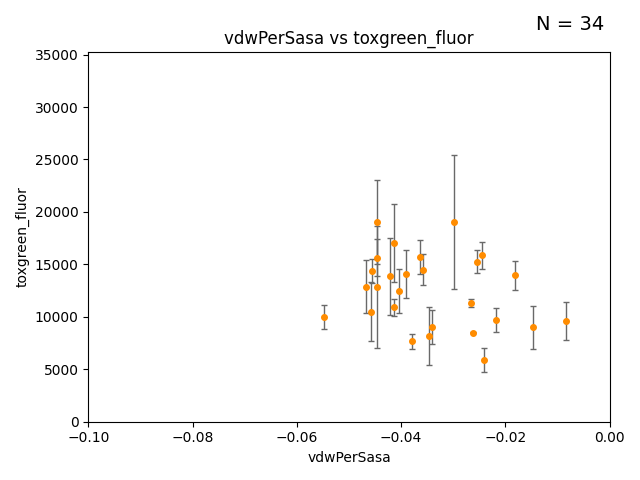 N = 34
vdwPerSasa vs toxgreen_fluor
35000
30000
25000
20000
15000
10000
5000
0
toxgreen_fluor
−0.10 −0.08 −0.06 −0.04 −0.02 0.00
vdwPerSasa